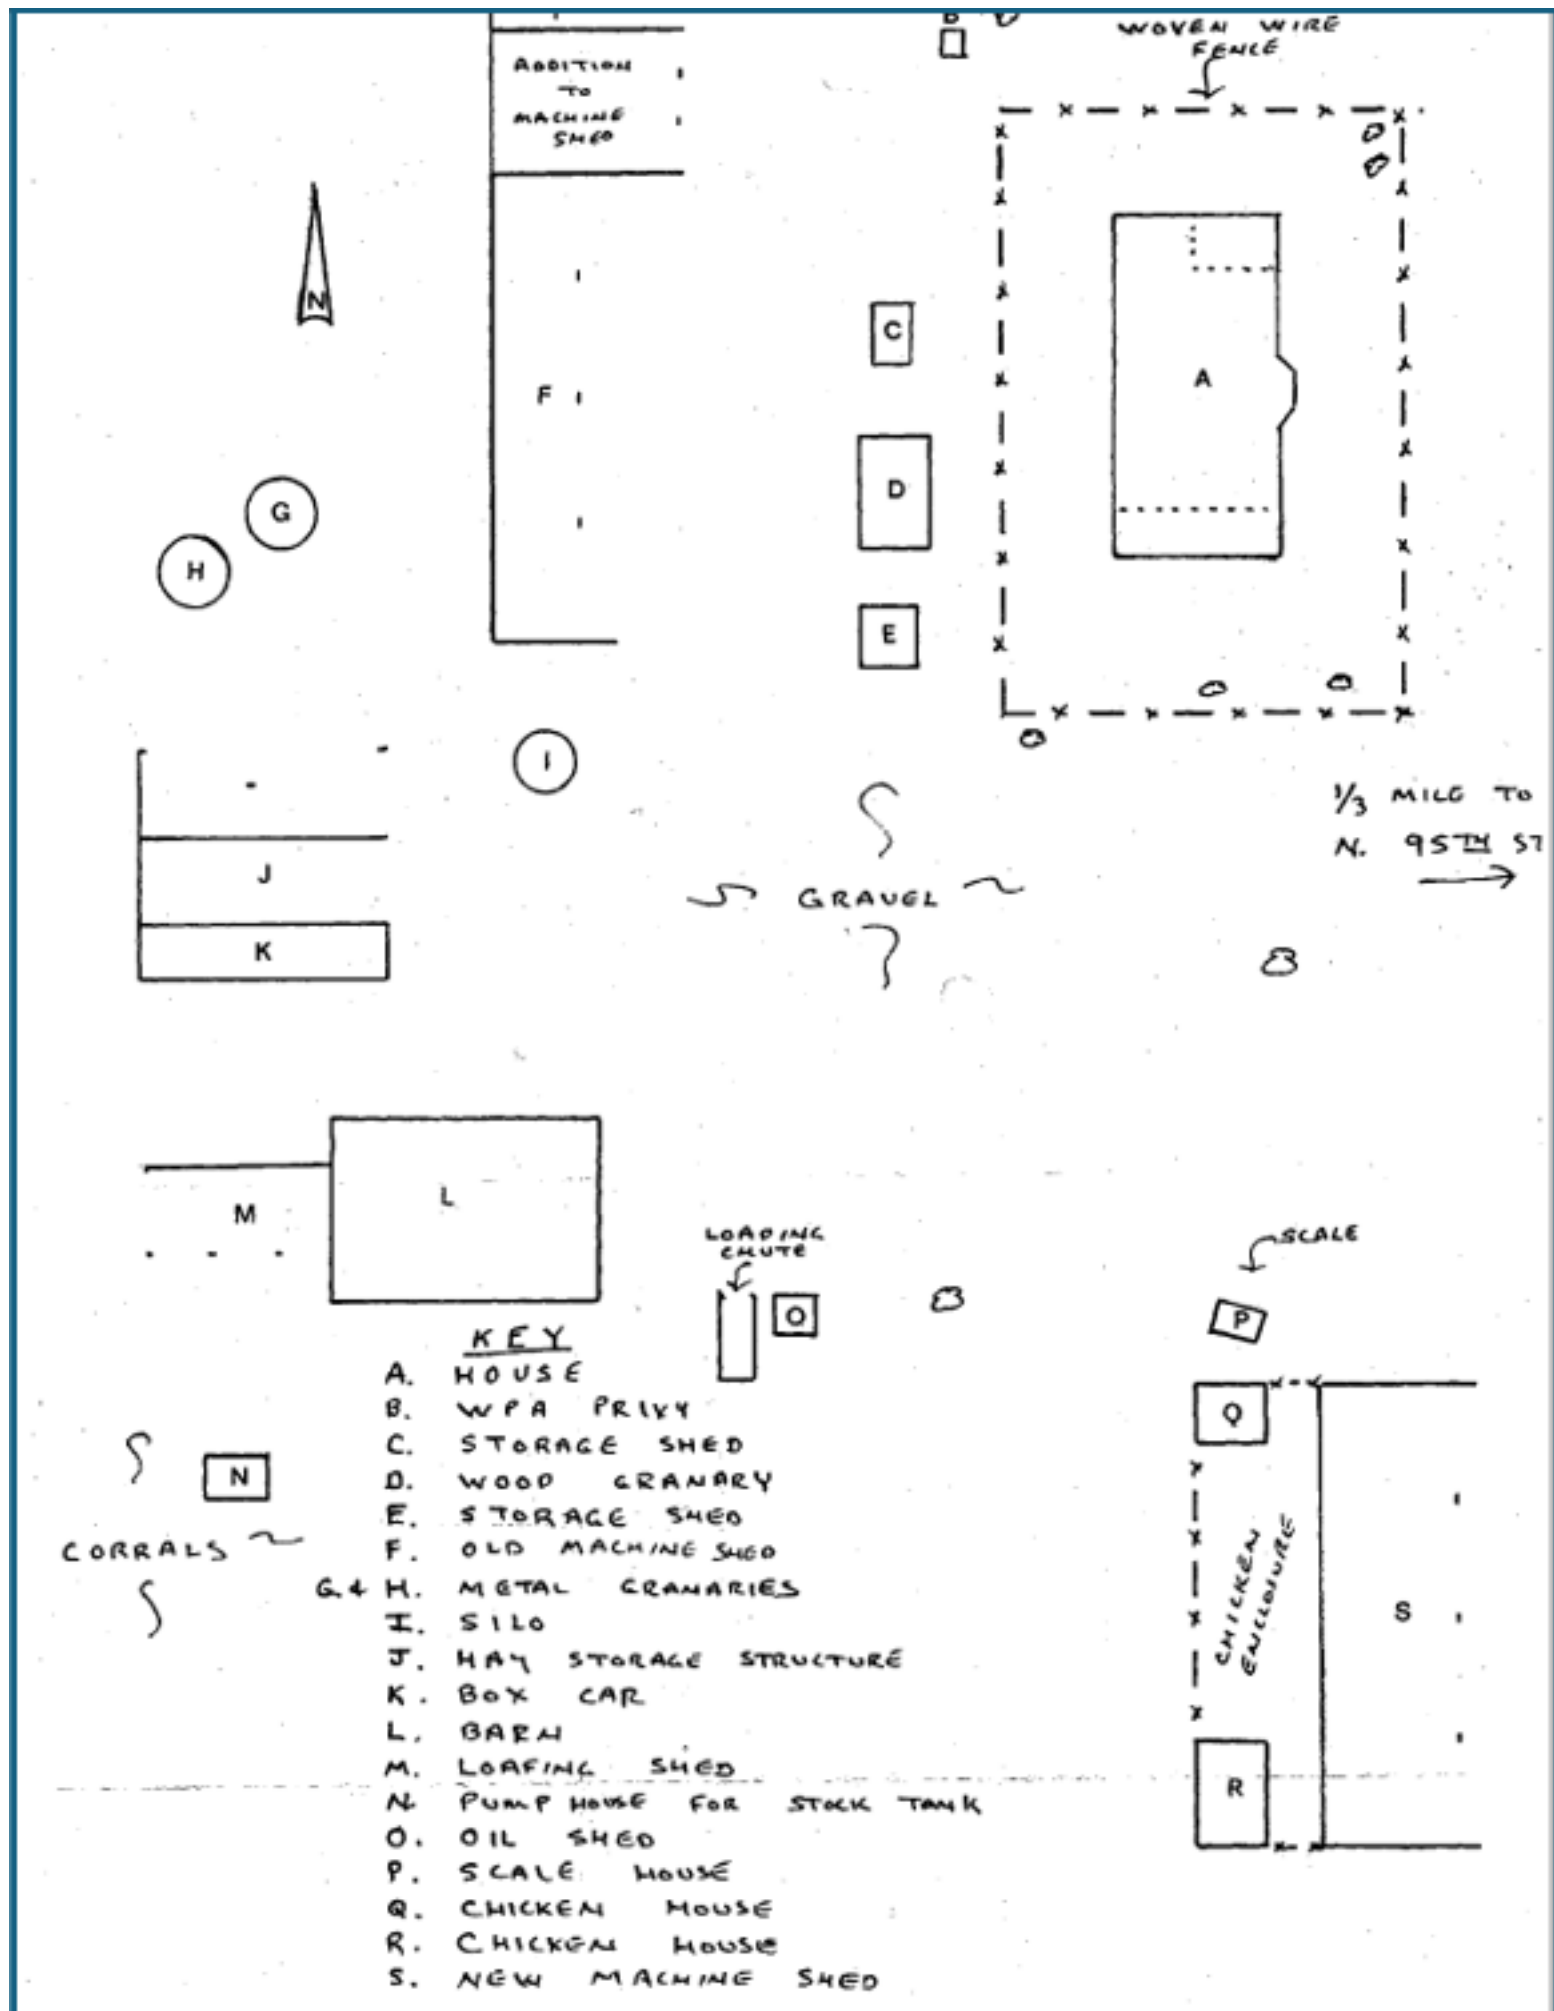 B
WOVEN WIRE
FENCE
ADDITION
TO
MACHINE
SHED
N
C
A
F
D
G
H
E
I
1/3 MILE TO
N. 95TH ST
J
GRAVEL
K
L
M
LOADING
CHUTE
SCALE
O
P
KEY
A. HOUSE
B. WPA PRIVY
C. STORAGE SHED
D. WOOD GRANARY
E. STORAGE SHED
F. OLD MACHINE SHED
G & H. METAL GRANARIES
I. SILO
J. HAY STORAGE STRUCTURE
K. BOX CAR
L. BARN
M. LOAFING SHED
N PUMP HOUSE FOR STOCK TANK
O. OIL SHED
P. SCALE HOUSE
Q. CHICKEN HOUSE
R. CHICKEN HOUSE
S. NEW MACHINE SHED
N
CORRALS
Q
CHICKEN
ENCLOSURE
S
R